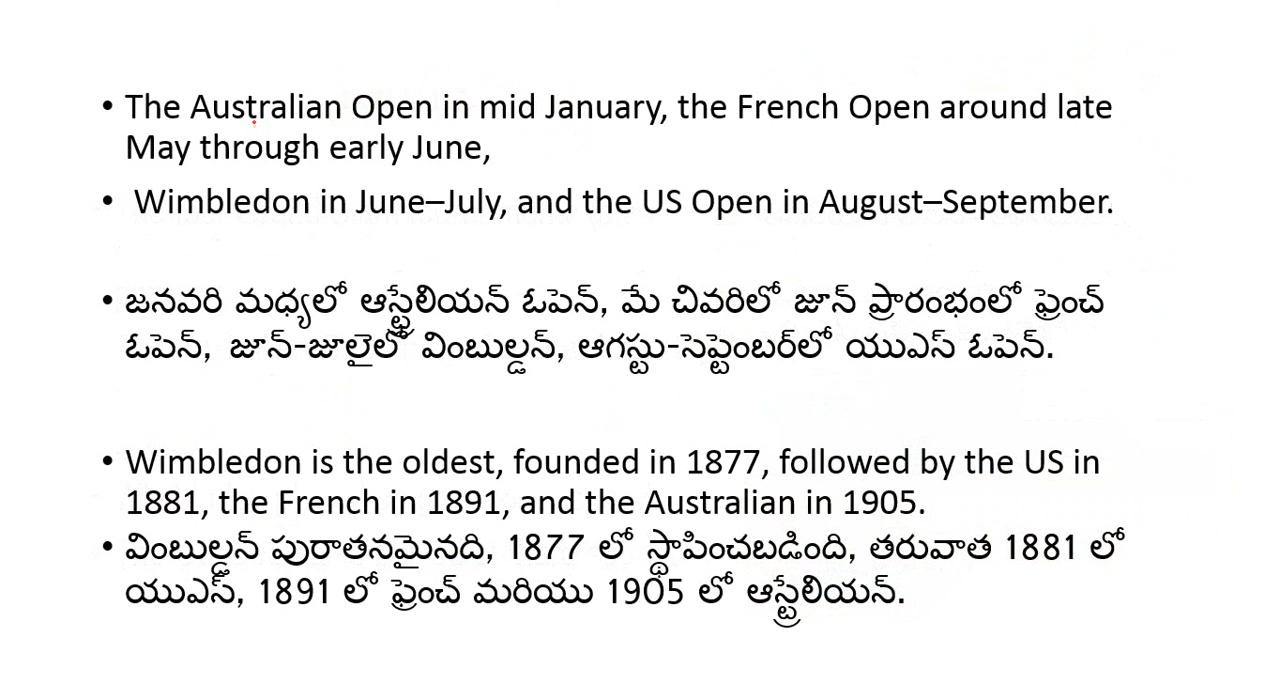 • The Australian Open in mid January, the French Open around late
May through early June,
• Wimbledon in June–July, and the US Open in August–September.
• జనవరి మధ్యలో ఆస్ట్రేలియన్ ఓపెన్, మే చివరిలో జూన్ ప్రారంభంలో ఫ్రెంచ్
ఓపెన్, జూన్-జూలైలో వింబుల్డన్, ఆగస్టు-సెప్టెంబర్‌లో యుఎస్ ఓపెన్.
• Wimbledon is the oldest, founded in 1877, followed by the US in
1881, the French in 1891, and the Australian in 1905.
• వింబుల్డన్ పురాతనమైనది, 1877 లో స్థాపించబడింది, తరువాత 1881 లో
యుఎస్, 1891 లో ఫ్రెంచ్ మరియు 1905 లో ఆస్ట్రేలియన్.